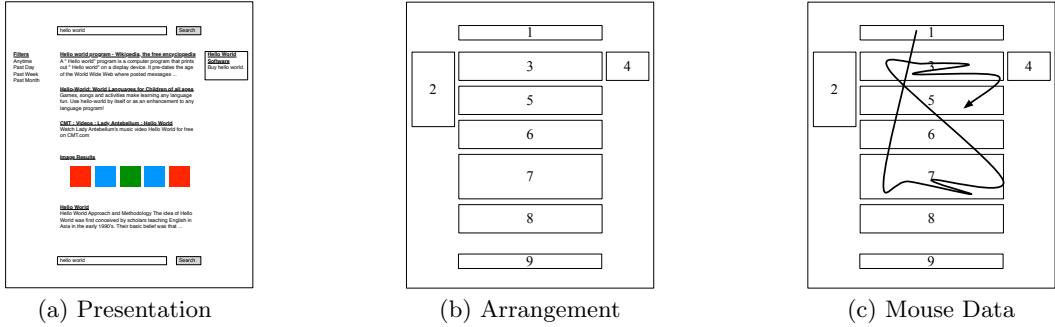 hello world
Search
Filters
Anytime
Past Day
Past Week
Past Month
Hello world program - Wikipedia, the free encyclopedia
A " Hello world" program is a computer program that prints
out " Hello world" on a display device. It pre-dates the age
of the World Wide Web where posted messages ...
Hello World
Software
Buy hello world.
Hello-World: World Languages for Children of all ages
Games, songs and activities make learning any language
fun. Use hello-world by itself or as an enhancement to any
language program!
CMT : Videos : Lady Antebellum : Hello World
Watch Lady Antebellum's music video Hello World for free
on CMT.com
Image Results
Hello World
Hello World Approach and Methodology The idea of Hello
World was first conceived by scholars teaching English in
Asia in the early 1990's. Their basic belief was that ...
hello world
Search
(a) Presentation
1
2
3
4
5
6
7
8
9
(b) Arrangement
1
2
3
4
5
6
7
8
9
(c) Mouse Data